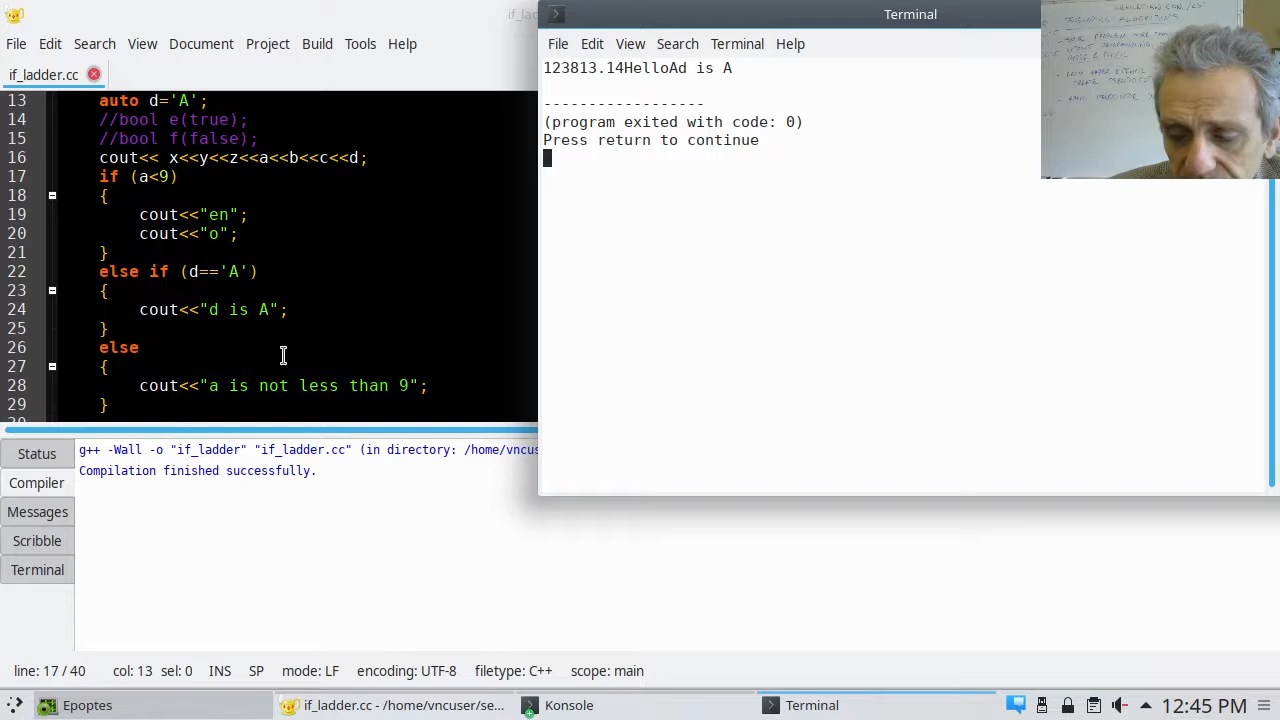 if_lad
Terminal
File Edit Search View Document Project Build Tools Help
File Edit View Search Terminal Help
DEVELOPING ALGORITHMS
if_ladder.cc
123813.14HelloAd is A
------------------
(program exited with code: 0)
Press return to continue
13 auto d='A';
14 //bool e(true);
15 //bool f(false);
16 cout<< x<<y<<z<<a<<b<<c<<d;
17 if (a<9)
18 {
19 cout<<"en";
20 cout<<"o";
21 }
22 else if (d=='A')
23 {
24 cout<<"d is A";
25 }
26 else
27 {
28 cout<<"a is not less than 9";
29 }
Status
Compiler
Messages
Scribble
Terminal
g++ -Wall -o "if_ladder" "if_ladder.cc" (in directory: /home/vncus
Compilation finished successfully.
line: 17 / 40 col: 13 sel: 0 INS SP mode: LF encoding: UTF-8 filetype: C++ scope: main
Epoptes if_ladder.cc - /home/vncuser/se... Konsole Terminal 12:45 PM